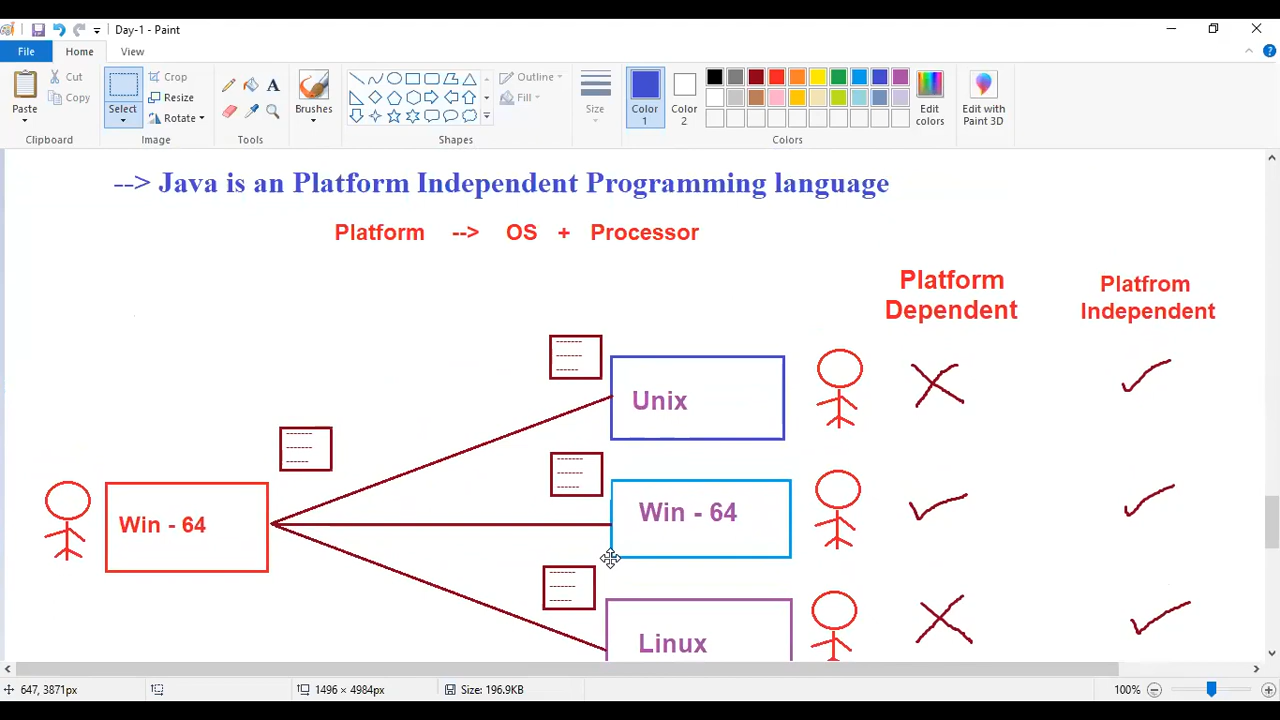 Day-1 - Paint
File Home View
Paste
Cut
Copy
Clipboard
Select
Crop
Resize
Rotate
Image
Tools
Brushes
Shapes
Outline
Fill
Size
Color 1
Color 2
Edit colors
Edit with Paint 3D
Colors
--> Java is an Platform Independent Programming language
Platform --> OS + Processor
Platform
Dependent
Platfrom
Independent
Unix
Win - 64
Win - 64
Linux
647, 3871px
1496 × 4984px
Size: 196.9KB
100%